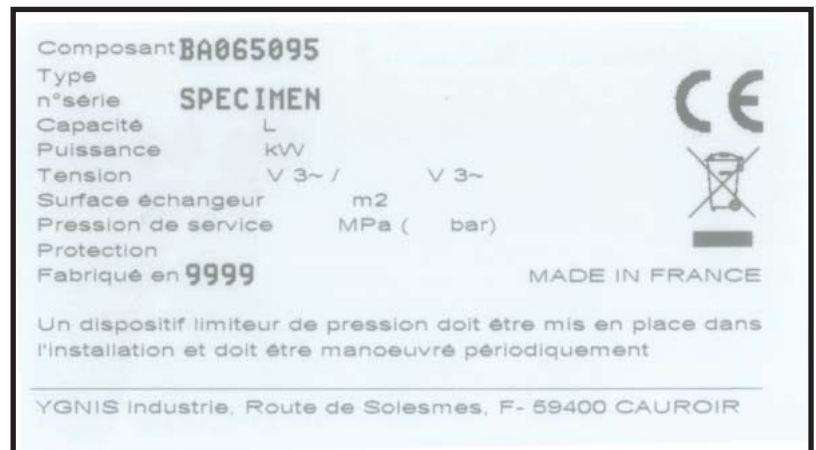 Composant BA065095
Type
n°série SPECIMEN
Capacité L
Puissance kW
Tension V 3~ / V 3~
Surface échangeur m2
Pression de service MPa ( bar)
Protection
Fabriqué en 9999 MADE IN FRANCE
Un dispositif limiteur de pression doit être mis en place dans
l'installation et doit être manoeuvré périodiquement
YGNIS industrie, Route de Solesmes, F- 59400 CAUROIR
CE